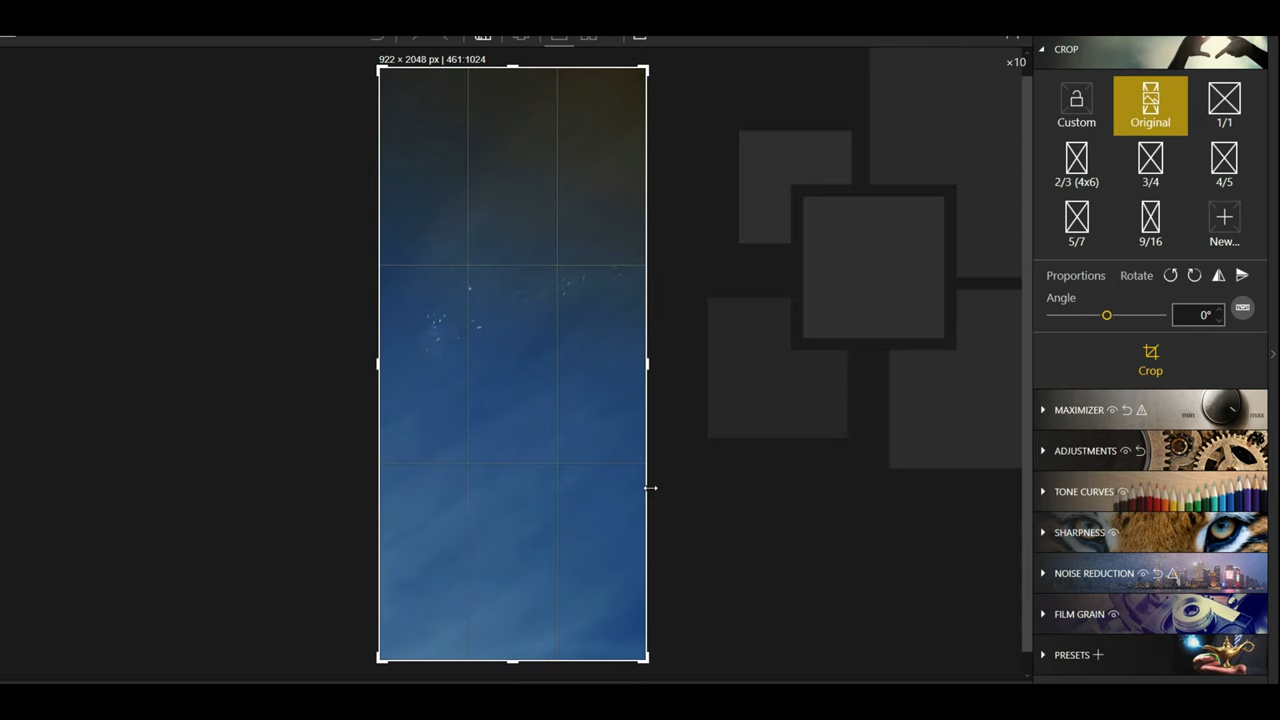 922 × 2048 px | 461:1024
×10
CROP
Custom
Original
1/1
2/3 (4x6)
3/4
4/5
5/7
9/16
New...
Proportions Rotate
Angle
0°
Crop
MAXIMIZER
min max
ADJUSTMENTS
TONE CURVES
SHARPNESS
NOISE REDUCTION
FILM GRAIN
PRESETS